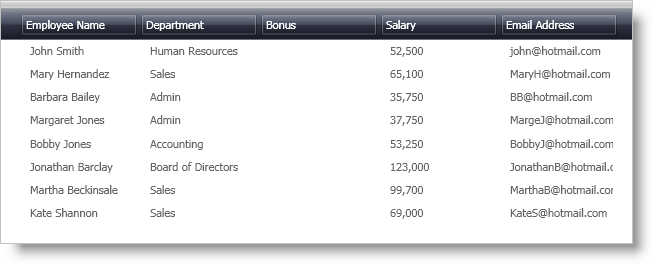 Employee Name Department Bonus Salary Email Address
John Smith Human Resources 52,500 john@hotmail.com
Mary Hernandez Sales 65,100 MaryH@hotmail.com
Barbara Bailey Admin 35,750 BB@hotmail.com
Margaret Jones Admin 37,750 MargeJ@hotmail.com
Bobby Jones Accounting 53,250 BobbyJ@hotmail.com
Jonathan Barclay Board of Directors 123,000 JonathanB@hotmail.c
Martha Beckinsale Sales 99,700 MarthaB@hotmail.com
Kate Shannon Sales 69,000 KateS@hotmail.com